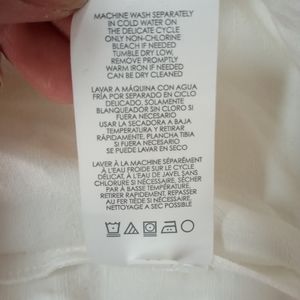 MACHINE WASH SEPARATELY
IN COLD WATER ON
THE DELICATE CYCLE
ONLY NON-CHLORINE
BLEACH IF NEEDED
TUMBLE DRY LOW,
REMOVE PROMPTLY
WARM IRON IF NEEDED
CAN BE DRY CLEANED
LAVAR A MÁQUINA CON AGUA
FRÍA POR SEPARADO EN CICLO
DELICADO, SOLAMENTE
BLANQUEADOR SIN CLORO SI
FUERA NECESARIO
USAR LA SECADORA A BAJA
TEMPERATURA Y RETIRAR
RÁPIDAMENTE, PLANCHA TIBIA
SI FUERA NECESARIO
SE PUEDE LAVAR EN SECO
LAVER À LA MACHINE SÉPARÉMENT
À L'EAU FROIDE SUR LE CYCLE
DÉLICAT, À L'EAU DE JAVEL SANS
CHLORURE SI NÉCESSAIRE, SÉCHER
PAR À BASSE TEMPÉRATURE,
RETIRER RAPIDEMENT, REPASSER
AU FER TIÈDE SI NÉCESSAIRE,
NETTOYAGE A SEC POSSIBLE